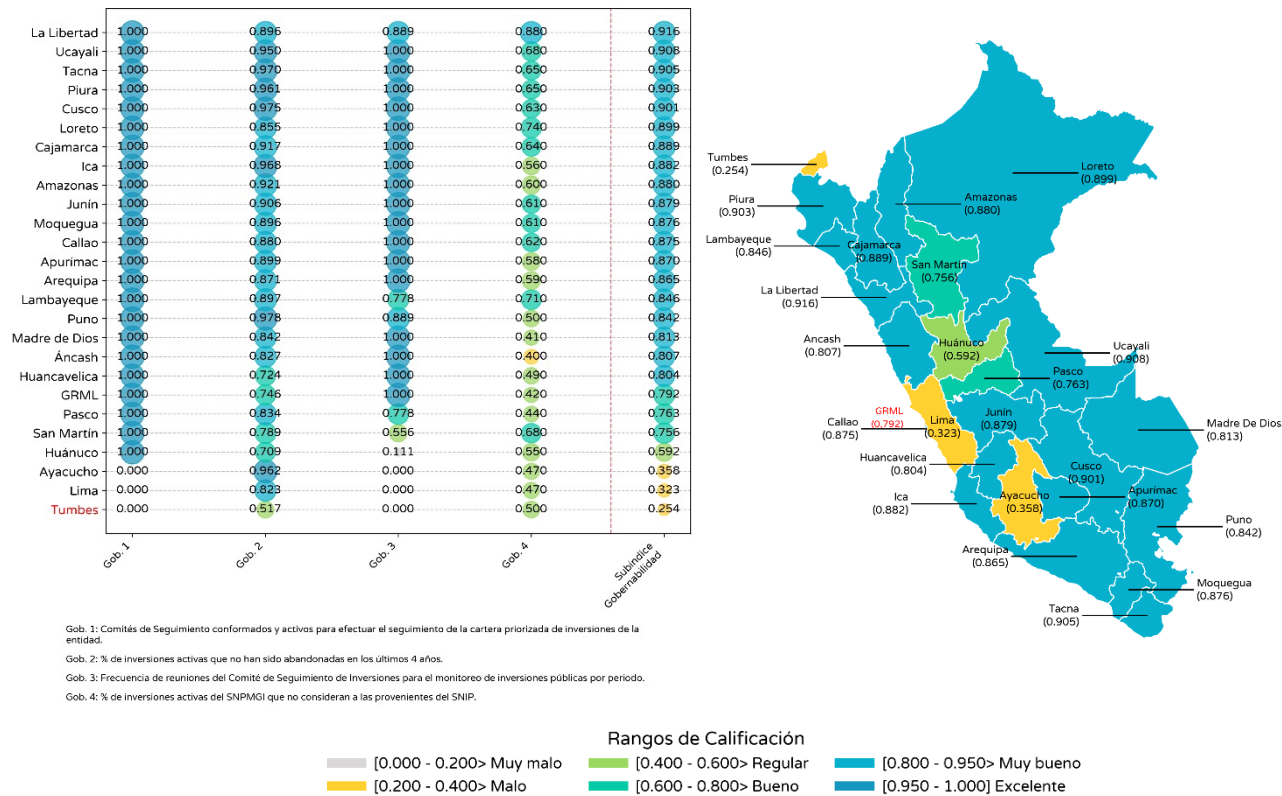 La Libertad 1.000 0.896 0.889 0.880 0.916
Ucayali 1.000 0.950 1.000 0.680 0.908
Tacna 1.000 0.970 1.000 0.650 0.905
Piura 1.000 0.961 1.000 0.650 0.903
Cusco 1.000 0.975 1.000 0.630 0.901
Loreto 1.000 0.855 1.000 0.740 0.899
Cajamarca 1.000 0.917 1.000 0.640 0.889
Ica 1.000 0.968 1.000 0.560 0.882
Amazonas 1.000 0.921 1.000 0.600 0.880
Junín 1.000 0.906 1.000 0.610 0.879
Moquegua 1.000 0.896 1.000 0.610 0.876
Callao 1.000 0.880 1.000 0.620 0.875
Apurímac 1.000 0.899 1.000 0.580 0.870
Arequipa 1.000 0.871 1.000 0.590 0.865
Lambayeque 1.000 0.897 0.778 0.710 0.846
Puno 1.000 0.978 0.889 0.500 0.842
Madre de Dios 1.000 0.842 1.000 0.410 0.813
Áncash 1.000 0.827 1.000 0.400 0.807
Huancavelica 1.000 0.724 1.000 0.490 0.804
GRML 1.000 0.746 1.000 0.420 0.792
Pasco 1.000 0.834 0.778 0.440 0.763
San Martín 1.000 0.789 0.556 0.680 0.756
Huánuco 1.000 0.709 0.111 0.550 0.592
Ayacucho 0.000 0.962 0.000 0.470 0.358
Lima 0.000 0.823 0.000 0.470 0.323
Tumbes 0.000 0.517 0.000 0.500 0.254
Gob. 1
Gob. 2
Gob. 3
Gob. 4
Subíndice
Gobernabilidad
Gob. 1: Comités de Seguimiento conformados y activos para efectuar el seguimiento de la cartera priorizada de inversiones de la
entidad.
Gob. 2: % de inversiones activas que no han sido abandonadas en los últimos 4 años.
Gob. 3: Frecuencia de reuniones del Comité de Seguimiento de Inversiones para el monitoreo de inversiones públicas por periodo.
Gob. 4: % de inversiones activas del SNPMGI que no consideran a las provenientes del SNIP.
Tumbes
(0.254)
Loreto
(0.899)
Piura
(0.903)
Amazonas
(0.880)
Lambayeque
(0.846)
Cajamarca
(0.889)
San Martín
(0.756)
La Libertad
(0.916)
Ancash
(0.807)
Huánuco
(0.592)
Ucayali
(0.908)
Pasco
(0.763)
GRML
(0.792)
Callao
(0.875)
Lima
(0.323)
Junín
(0.879)
Madre De Dios
(0.813)
Huancavelica
(0.804)
Cusco
(0.901)
Ica
(0.882)
Ayacucho
(0.358)
Apurímac
(0.870)
Puno
(0.842)
Arequipa
(0.865)
Moquegua
(0.876)
Tacna
(0.905)
Rangos de Calificación
[0.000 - 0.200> Muy malo
[0.400 - 0.600> Regular
[0.800 - 0.950> Muy bueno
[0.200 - 0.400> Malo
[0.600 - 0.800> Bueno
[0.950 - 1.000] Excelente